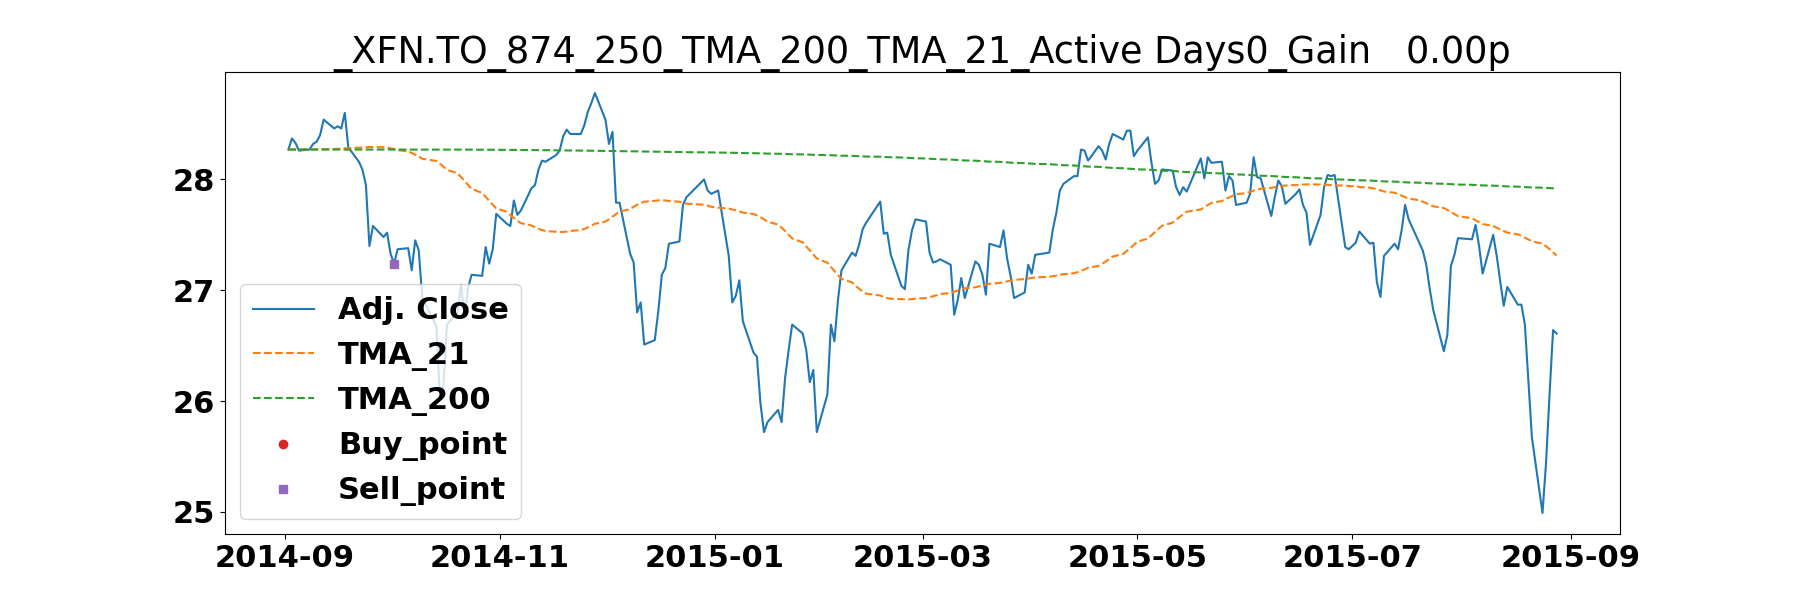 _XFN.TO_874_250_TMA_200_TMA_21_Active Days0_Gain   0.00p
28
27
26
25
Adj. Close
TMA_21
TMA_200
Buy_point
Sell_point
2014-09 2014-11 2015-01 2015-03 2015-05 2015-07 2015-09